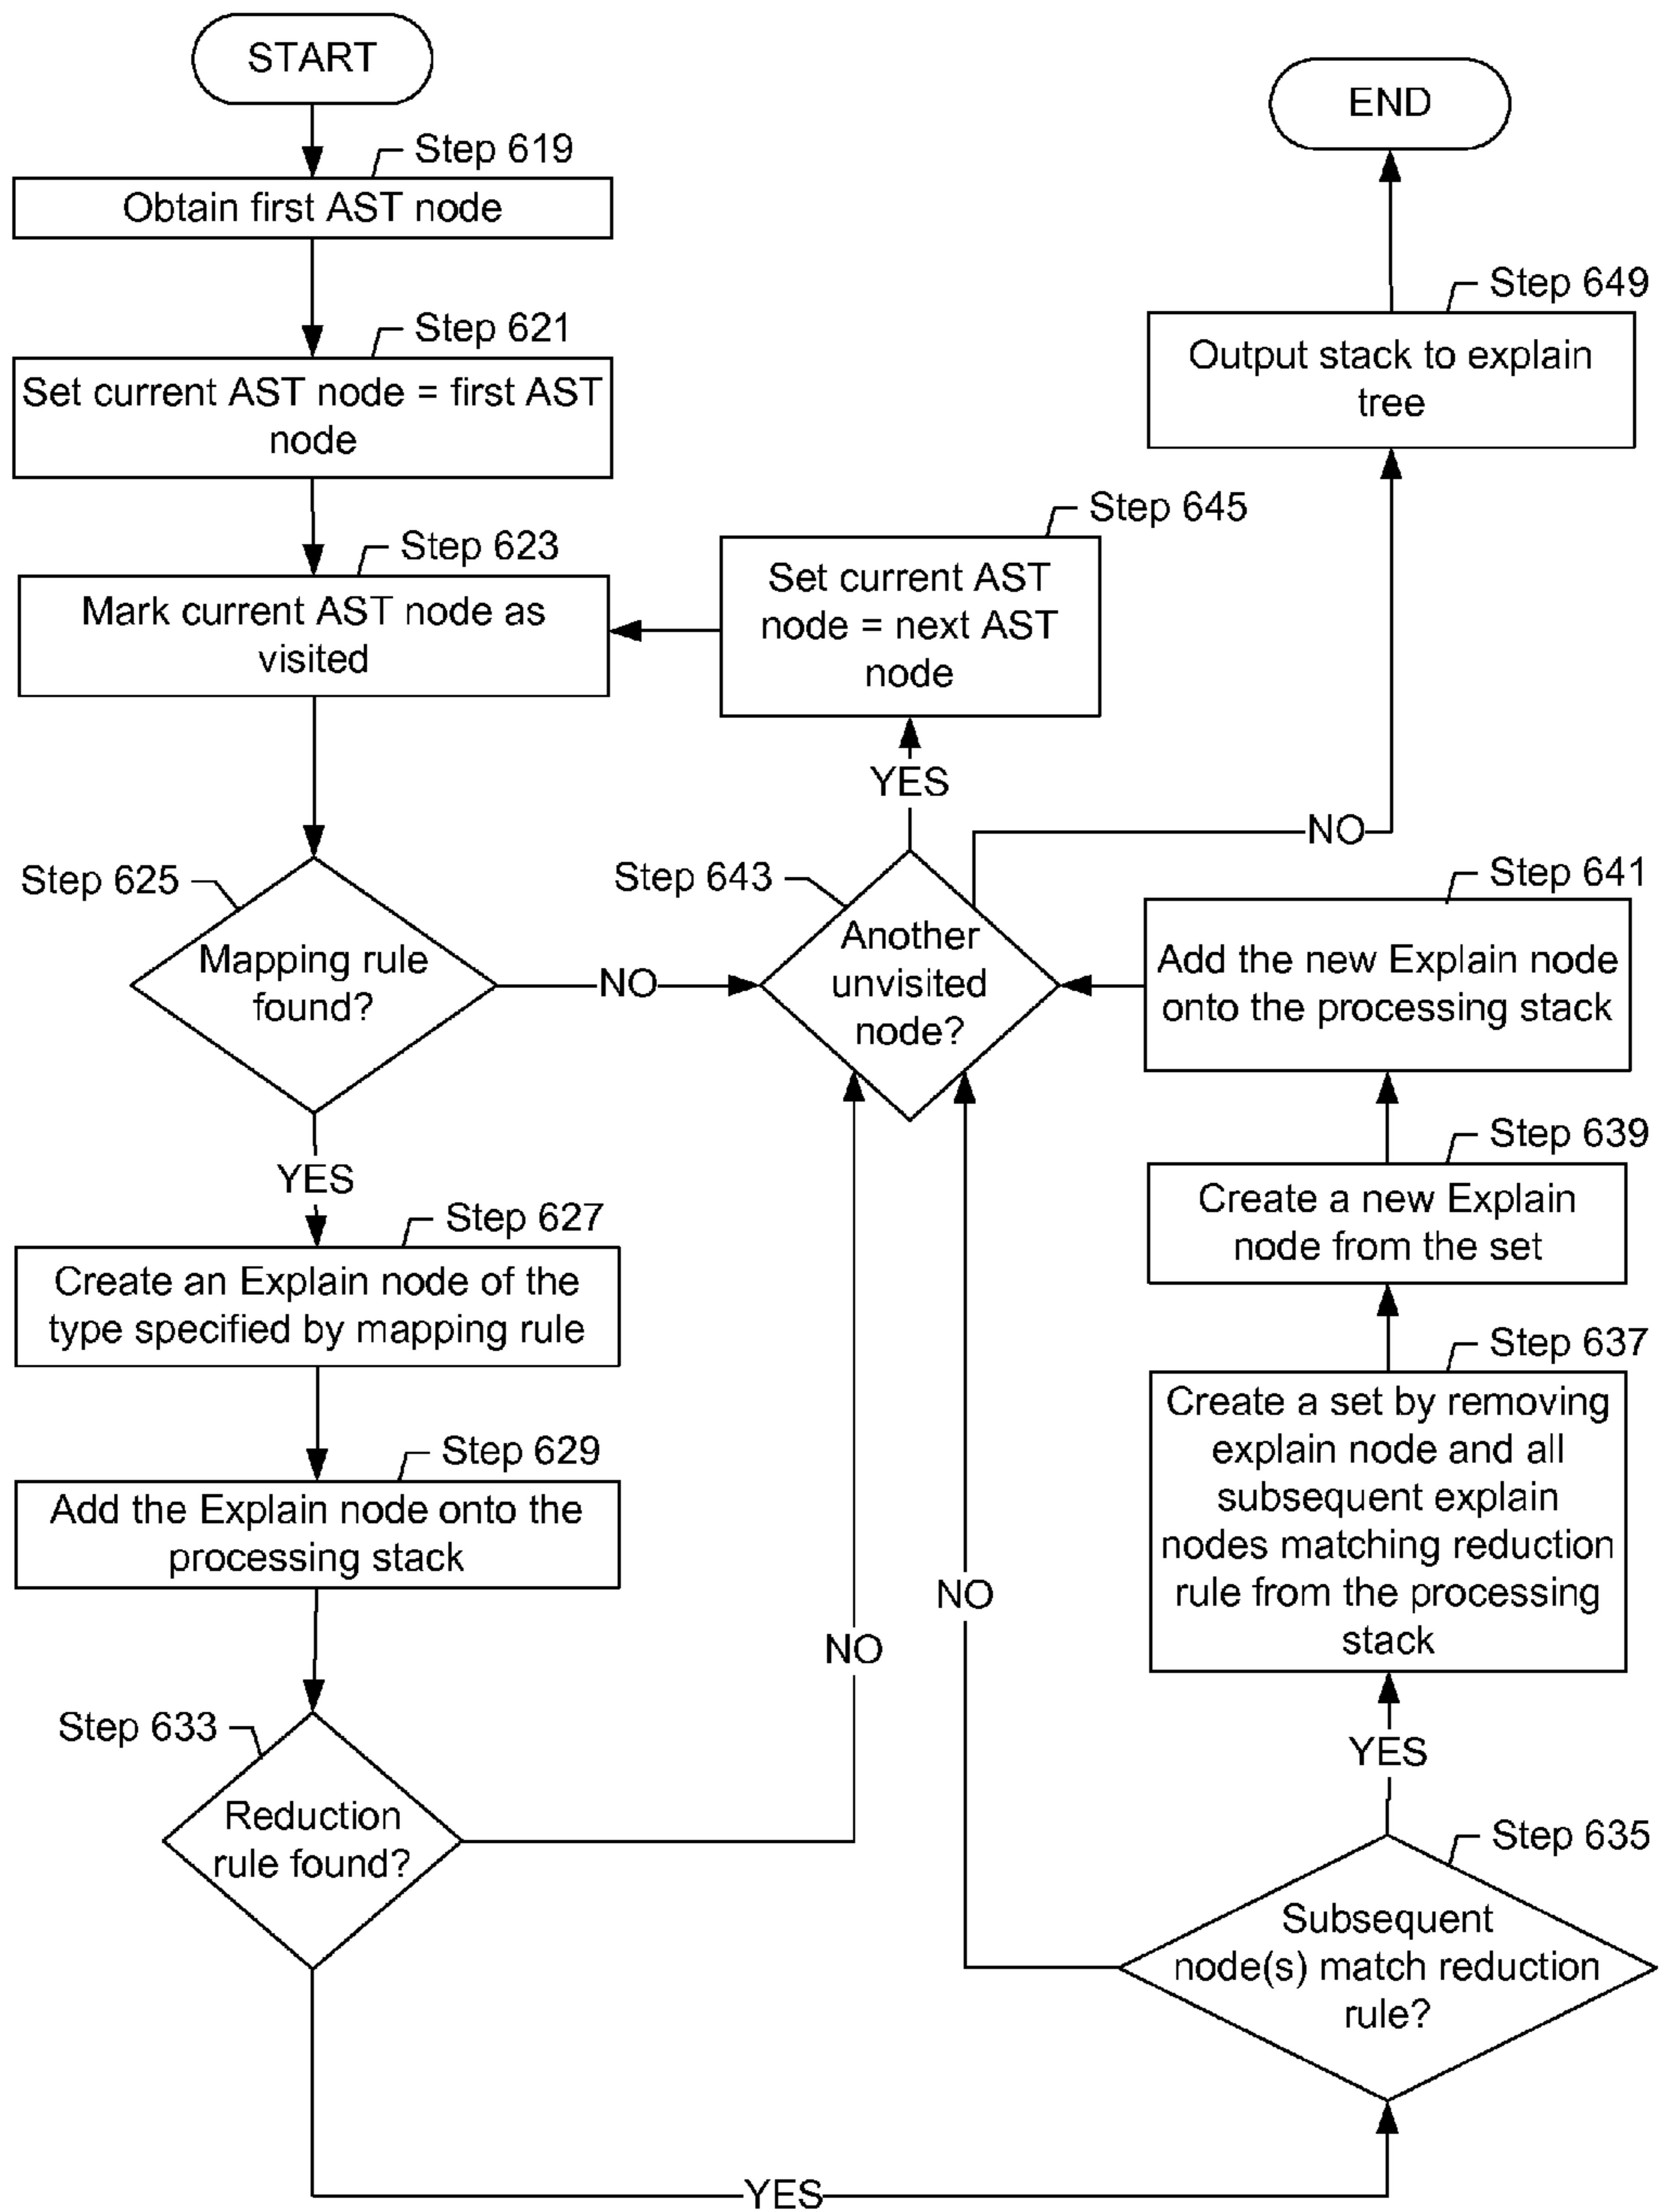 START
Step 619
Obtain first AST node
Step 621
Set current AST node = first AST
node
Step 623
Mark current AST node as
visited
Step 625
Mapping rule
found?
NO
YES
Step 627
Create an Explain node of the
type specified by mapping rule
Step 629
Add the Explain node onto the
processing stack
Step 633
Reduction
rule found?
NO
YES
Step 635
Subsequent
node(s) match reduction
rule?
NO
YES
Step 637
Create a set by removing
explain node and all
subsequent explain
nodes matching reduction
rule from the processing
stack
Step 639
Create a new Explain
node from the set
Step 641
Add the new Explain node
onto the processing stack
Step 643
Another
unvisited
node?
YES
Step 645
Set current AST
node = next AST
node
NO
Step 649
Output stack to explain
tree
END